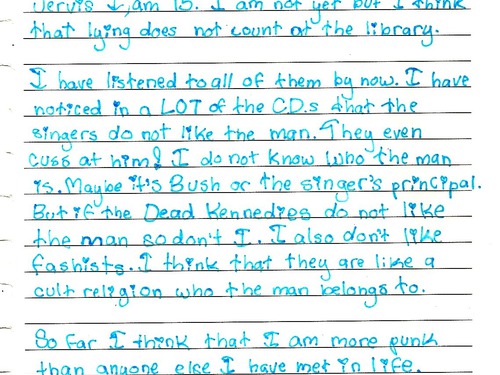 I am 15. I am not yet but I think
that lying does not count at the library.
I have listened to all of them by now. I have
noticed in a LOT of the C.D.s that the
singers do not like the man. They even
cuss at him! I do not know who the man
is. Maybe it's Bush or the singer's principal.
But if the Dead Kennedies do not like
the man so don't I. I also don't like
fashists. I think that they are like a
cult religion who the man belongs to.
So far I think that I am more punk
than anyone else I have met in life.